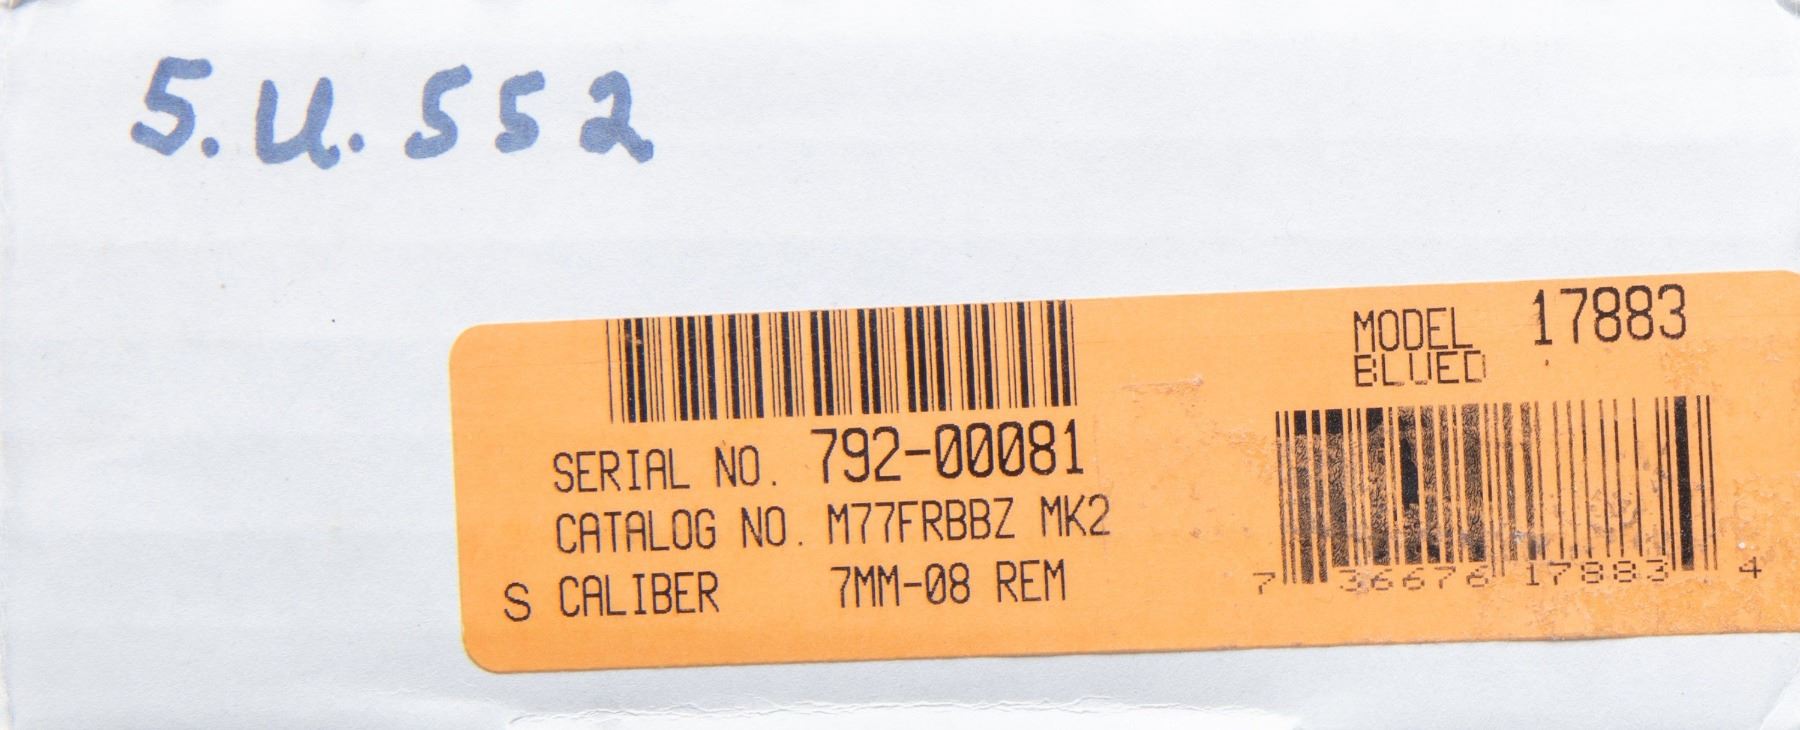 S.U. 552
MODEL 17883
BLUED
SERIAL NO. 792-00081
CATALOG NO. M77FRBBZ MK2
S CALIBER 7MM-08 REM
7 36676 17883 4